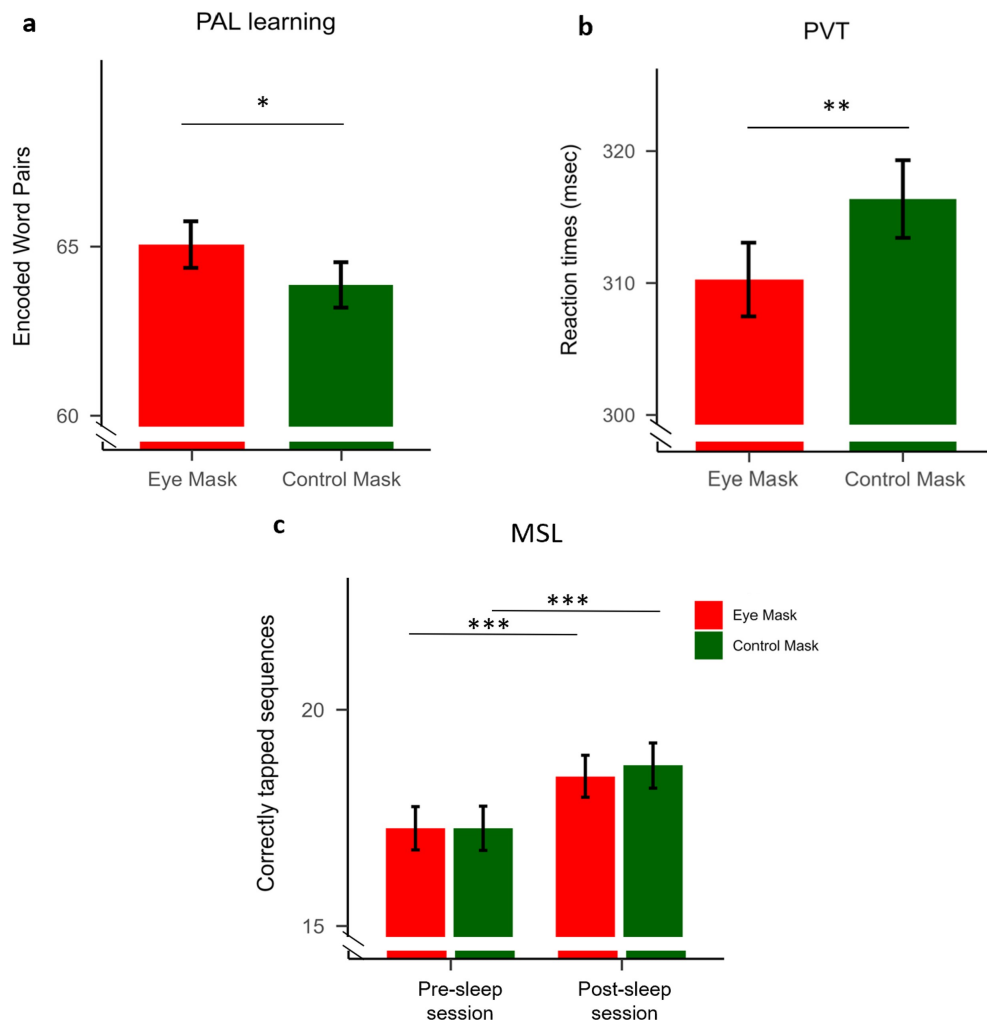 a
PAL learning
*
Encoded Word Pairs
65
60
Eye Mask
Control Mask
b
PVT
**
Reaction times (msec)
320
310
300
Eye Mask
Control Mask
c
MSL
***
***
Eye Mask
Control Mask
Correctly tapped sequences
20
15
Pre-sleep
session
Post-sleep
session